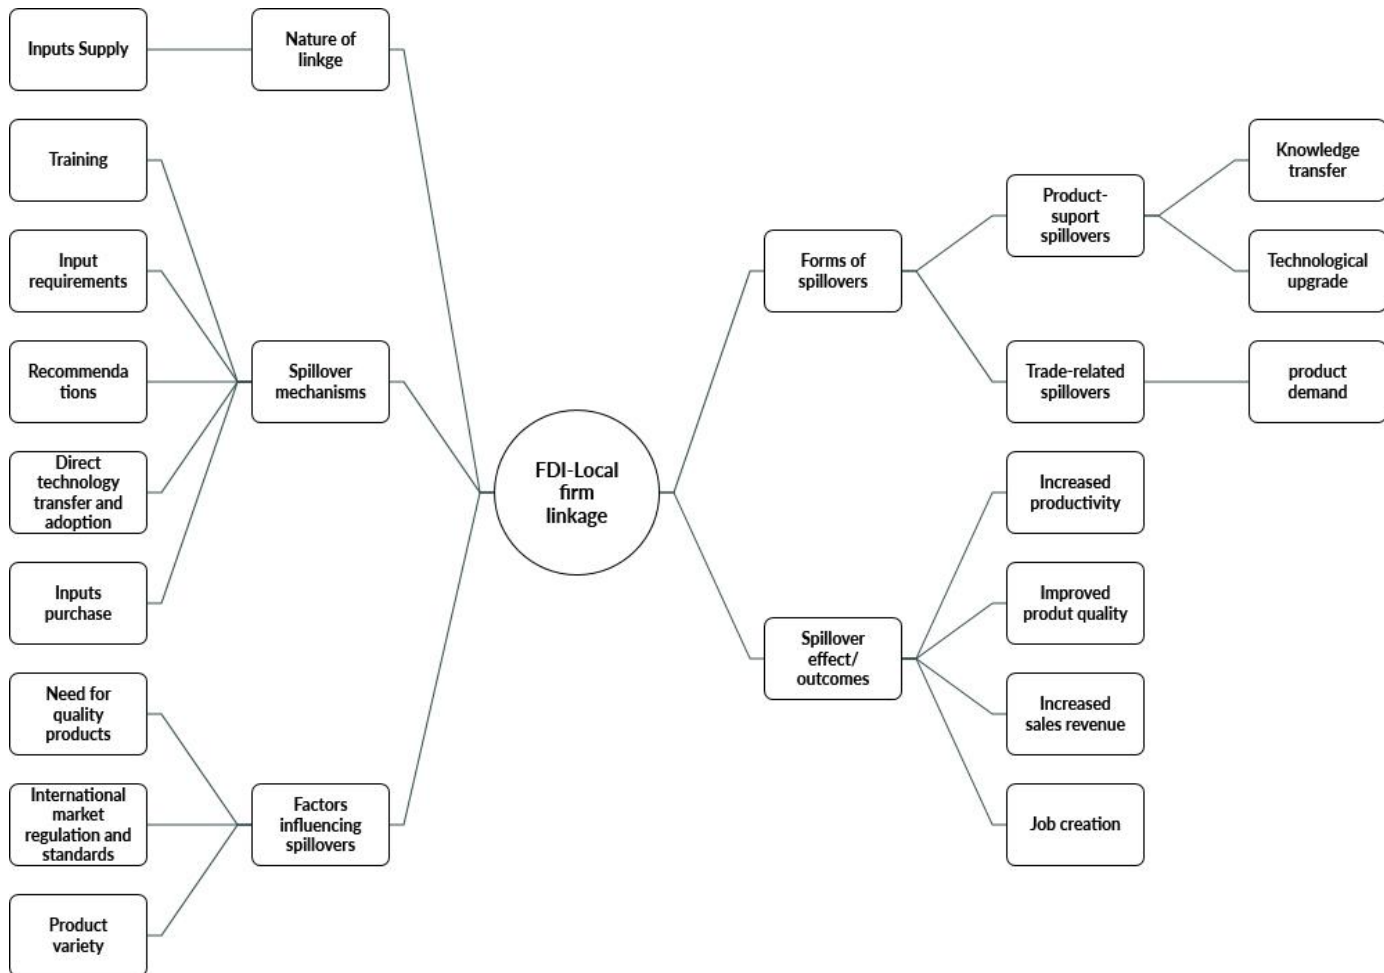 Inputs Supply
Nature of
linkge
Training
Input
requirements
Recommenda
tions
Direct
technology
transfer and
adoption
Inputs
purchase
Spillover
mechanisms
Need for
quality
products
International
market
regulation and
standards
Product
variety
Factors
influencing
spillovers
FDI-Local
firm
linkage
Forms of
spillovers
Product-
suport
spillovers
Knowledge
transfer
Technological
upgrade
Trade-related
spillovers
product
demand
Spillover
effect/
outcomes
Increased
productivity
Improved
produt quality
Increased
sales revenue
Job creation